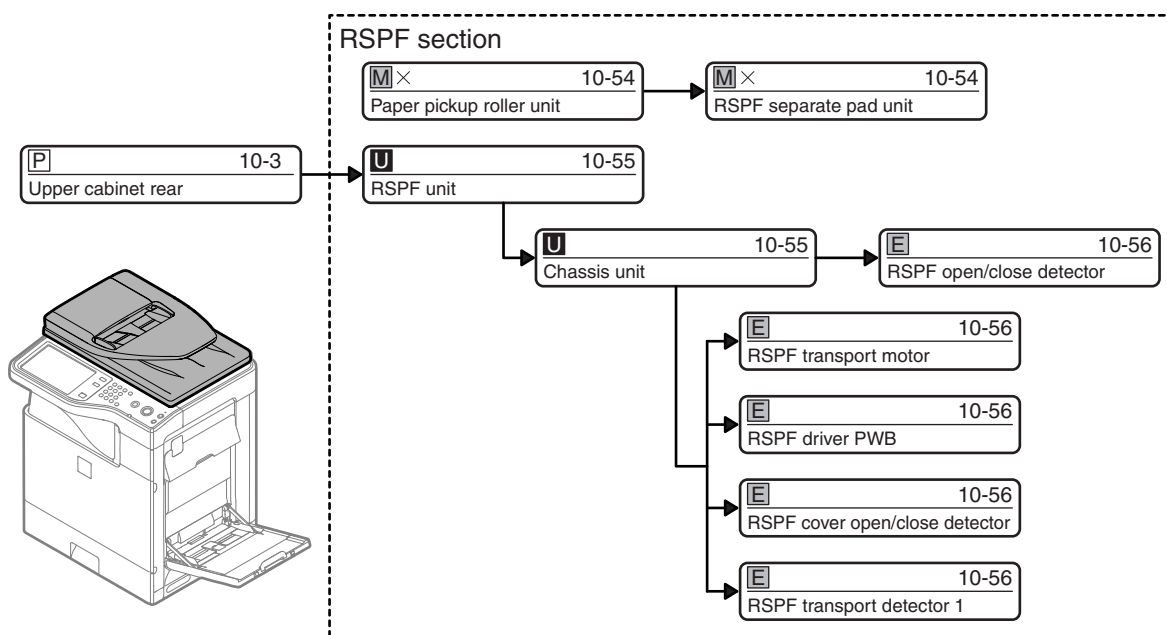 RSPF section
M × 10-54
Paper pickup roller unit
M × 10-54
RSPF separate pad unit
P 10-3
Upper cabinet rear
U 10-55
RSPF unit
U 10-55
Chassis unit
E 10-56
RSPF open/close detector
E 10-56
RSPF transport motor
E 10-56
RSPF driver PWB
E 10-56
RSPF cover open/close detector
E 10-56
RSPF transport detector 1